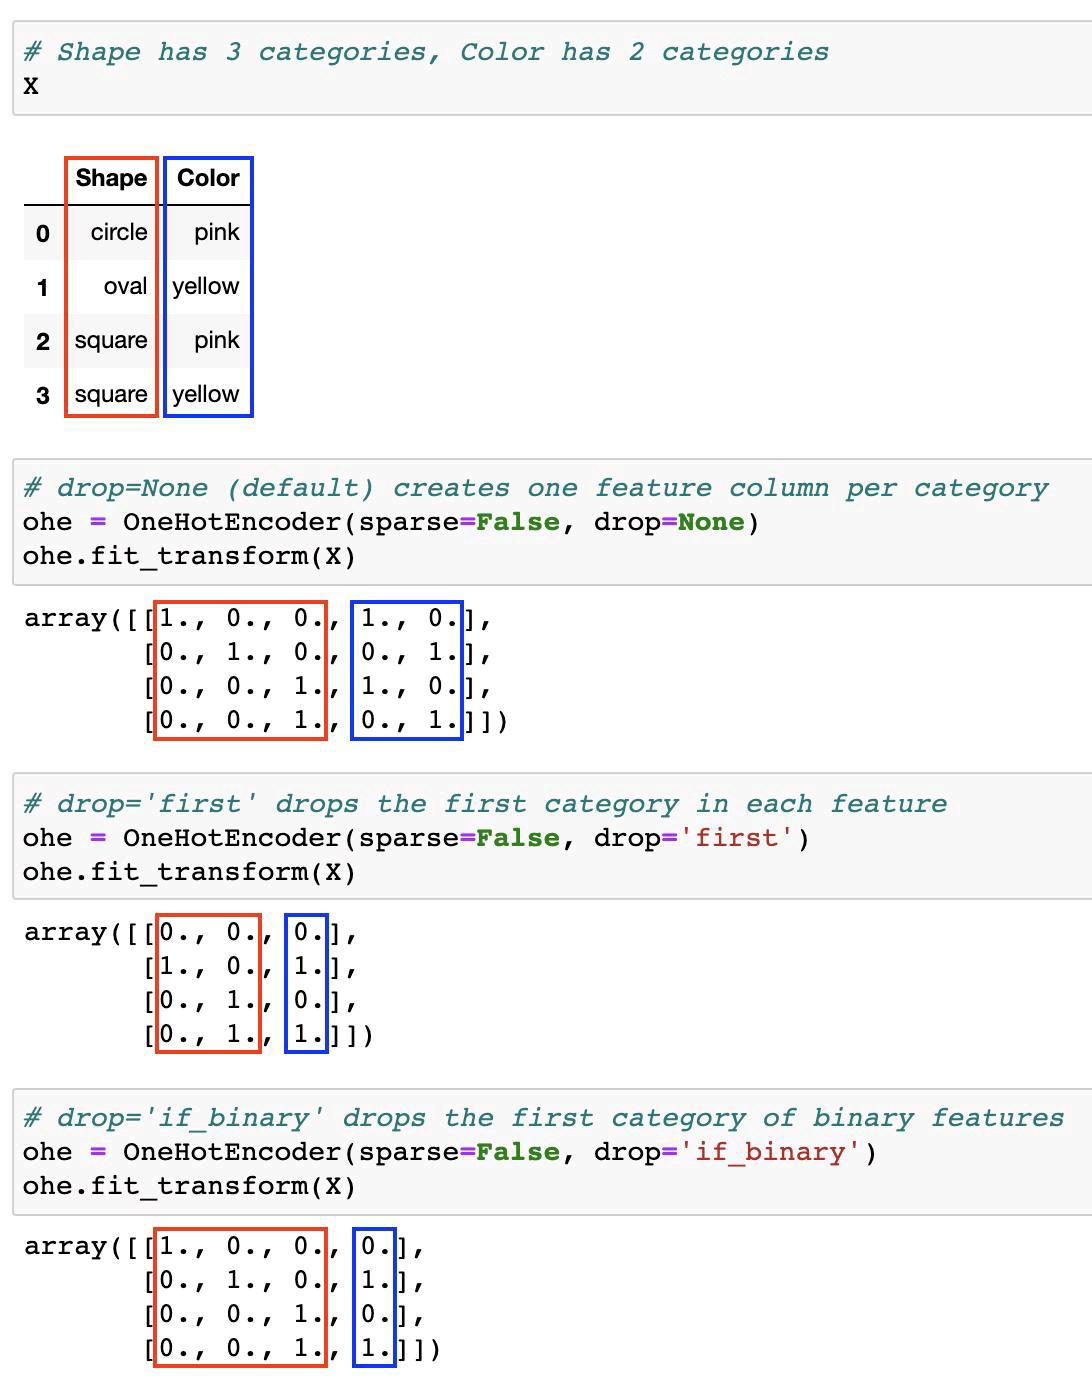 # Shape has 3 categories, Color has 2 categories
X
Shape Color
0 circle pink
1 oval yellow
2 square pink
3 square yellow
# drop=None (default) creates one feature column per category
ohe = OneHotEncoder(sparse=False, drop=None)
ohe.fit_transform(X)
array([[1., 0., 0., 1., 0.],
[0., 1., 0., 0., 1.],
[0., 0., 1., 1., 0.],
[0., 0., 1., 0., 1.]])
# drop='first' drops the first category in each feature
ohe = OneHotEncoder(sparse=False, drop='first')
ohe.fit_transform(X)
array([[0., 0., 0.],
[1., 0., 1.],
[0., 1., 0.],
[0., 1., 1.]])
# drop='if_binary' drops the first category of binary features
ohe = OneHotEncoder(sparse=False, drop='if_binary')
ohe.fit_transform(X)
array([[1., 0., 0., 0.],
[0., 1., 0., 1.],
[0., 0., 1., 0.],
[0., 0., 1., 1.]])